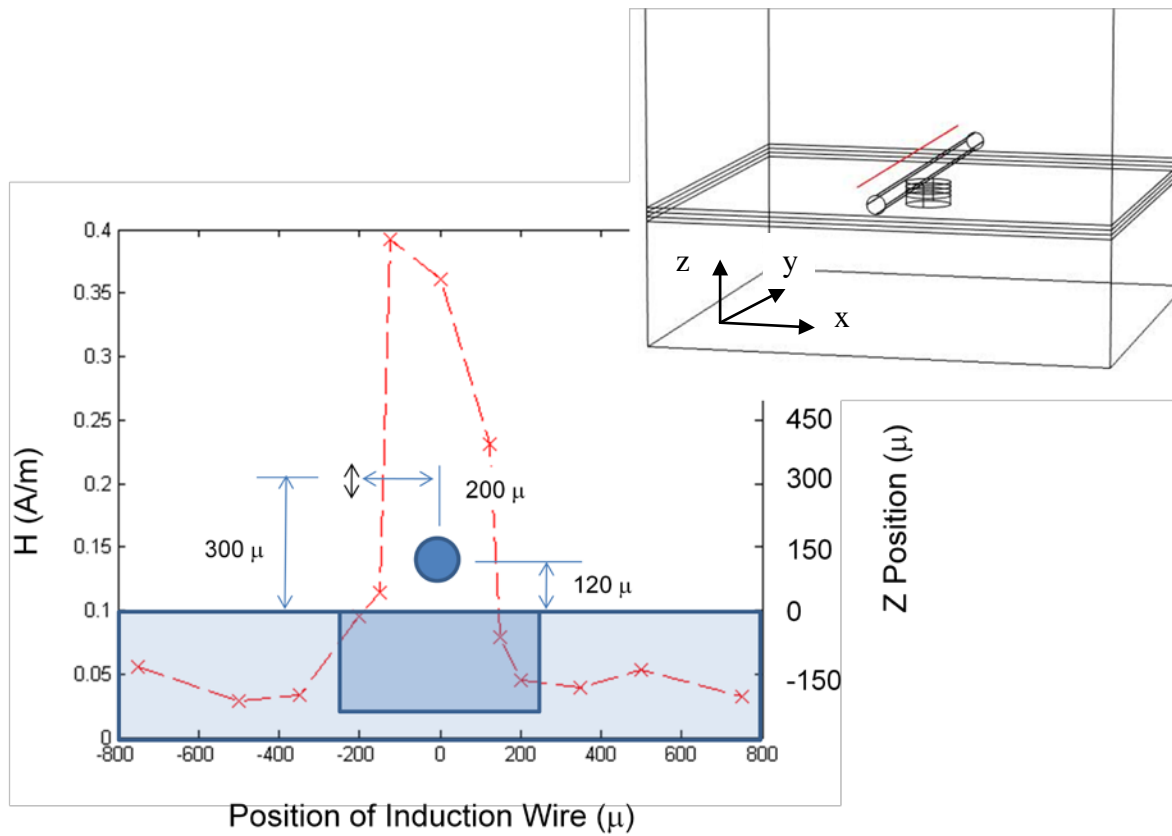 z
y
x
0.4
0.35
0.3
0.25
0.2
0.15
0.1
0.05
0
H (A/m)
300 μ
200 μ
120 μ
450
300
150
0
-150
Z Position (μ)
-800 -600 -400 -200 0 200 400 600 800
Position of Induction Wire (μ)